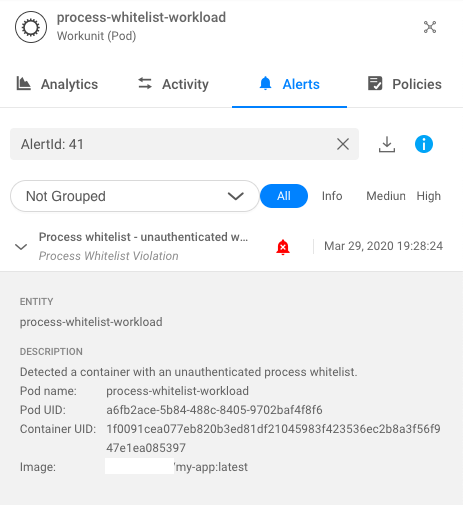 process-whitelist-workload
Workunit (Pod)
Analytics
Activity
Alerts
Policies
AlertId: 41
Not Grouped
All
Info
Mediun
High
Process whitelist - unauthenticated w...
Process Whitelist Violation
Mar 29, 2020 19:28:24
ENTITY
process-whitelist-workload
DESCRIPTION
Detected a container with an unauthenticated process whitelist.
Pod name: process-whitelist-workload
Pod UID: a6fb2ace-5b84-488c-8405-9702baf4f8f6
Container UID: 1f0091cea077eb820b3ed81df21045983f423536ec2b8a3f56f9
47e1ea085397
Image: /my-app:latest